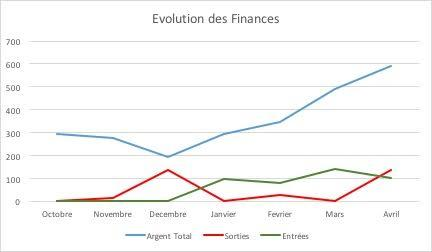 Evolution des Finances
700
600
500
400
300
200
100
0
Octobre Novembre Decembre Janvier Fevrier Mars Avril
Argent Total Sorties Entrées